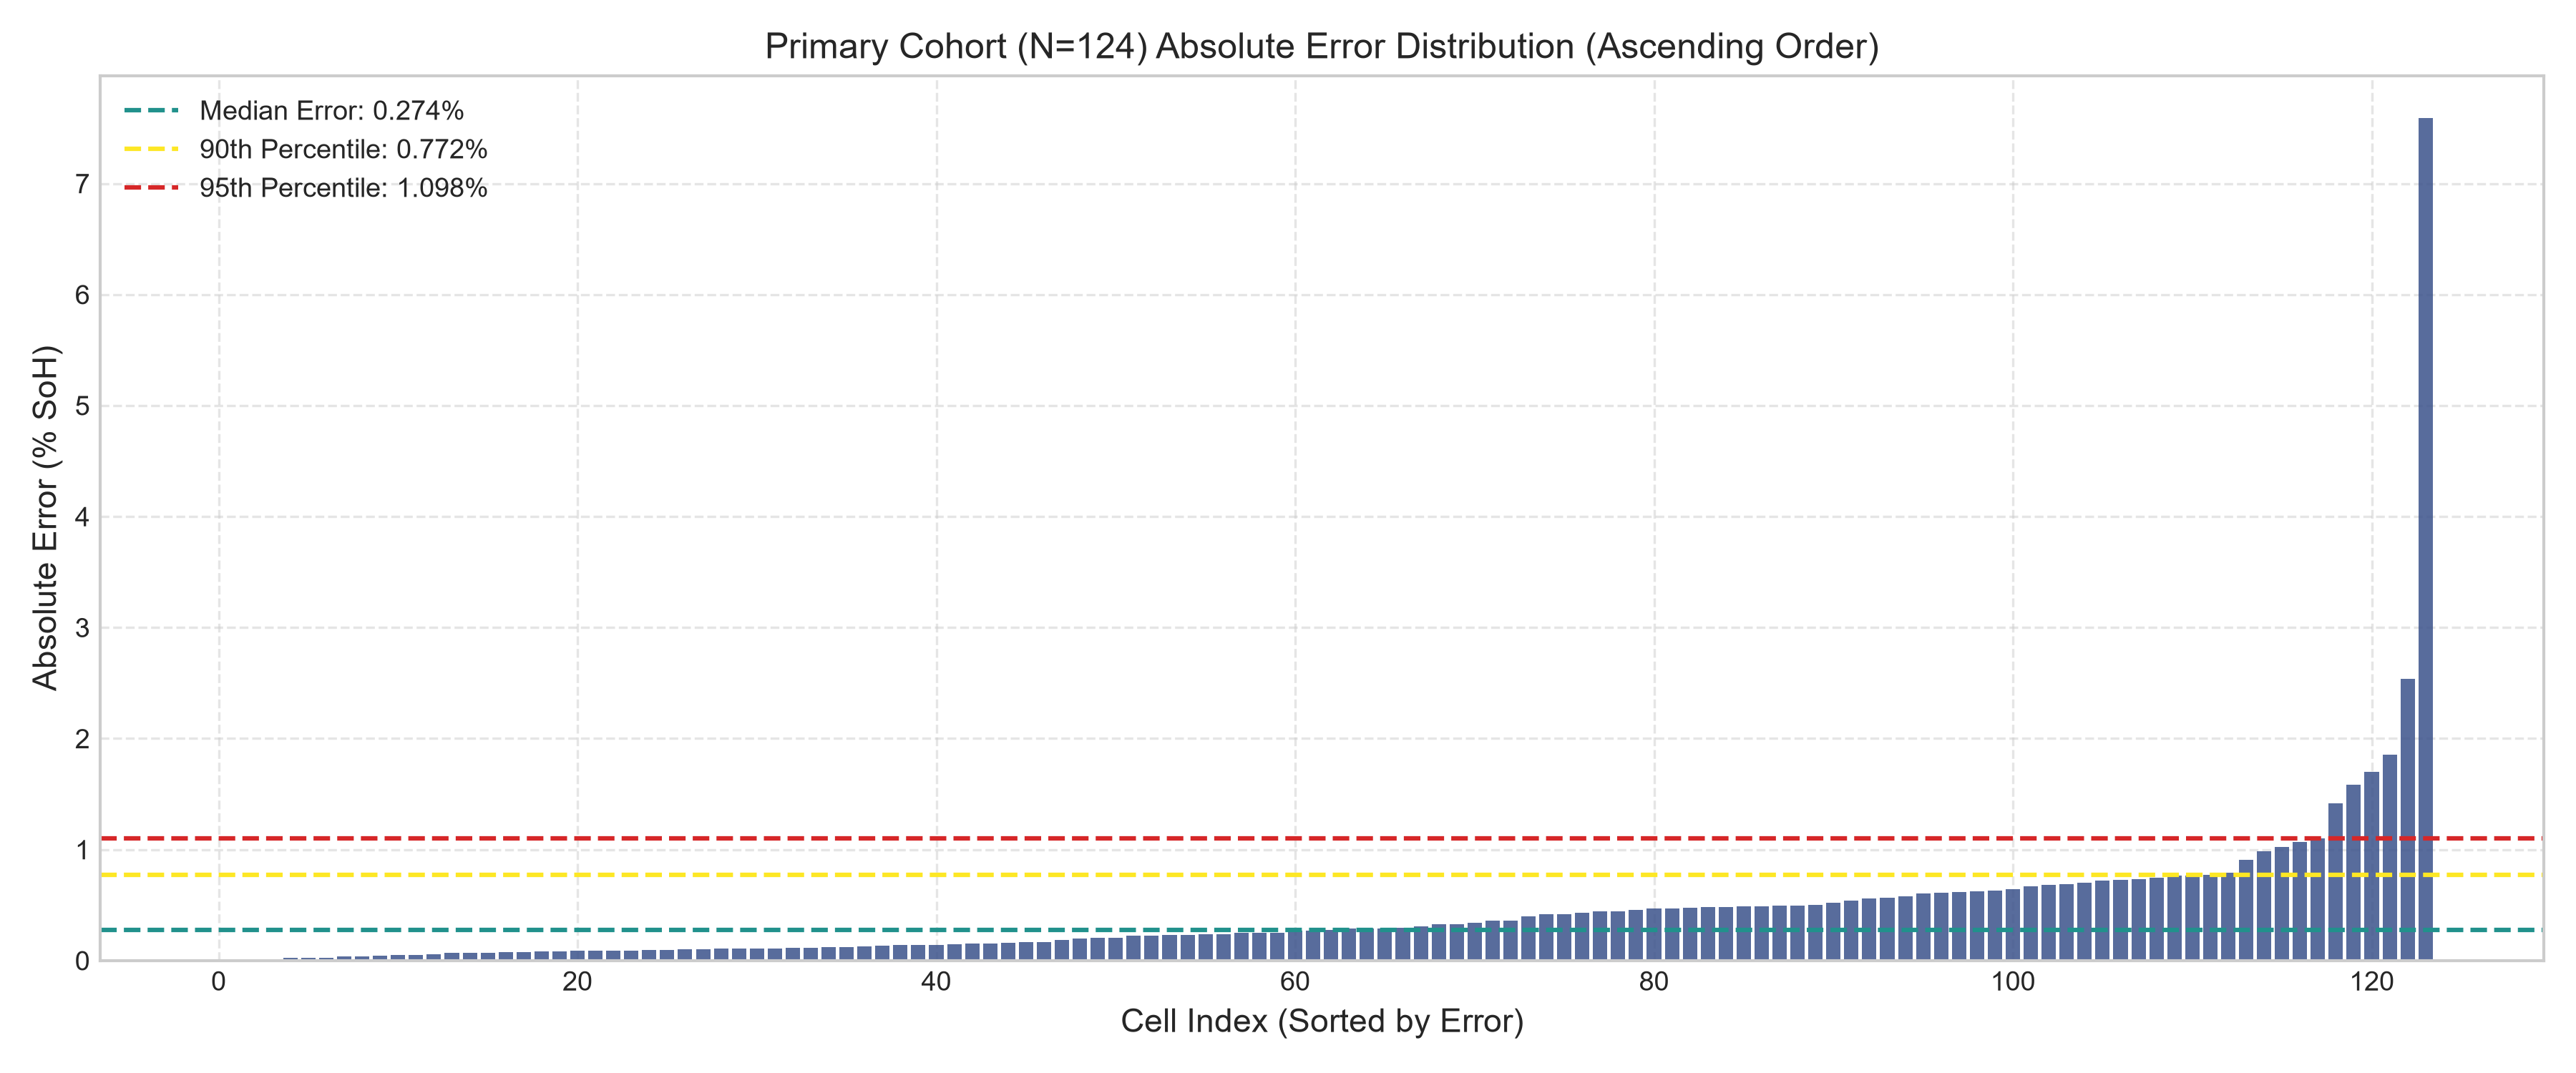 Primary Cohort (N=124) Absolute Error Distribution (Ascending Order)
Median Error: 0.274%
90th Percentile: 0.772%
95th Percentile: 1.098%
Absolute Error (% SoH)
7
6
5
4
3
2
1
0
0 20 40 60 80 100 120
Cell Index (Sorted by Error)